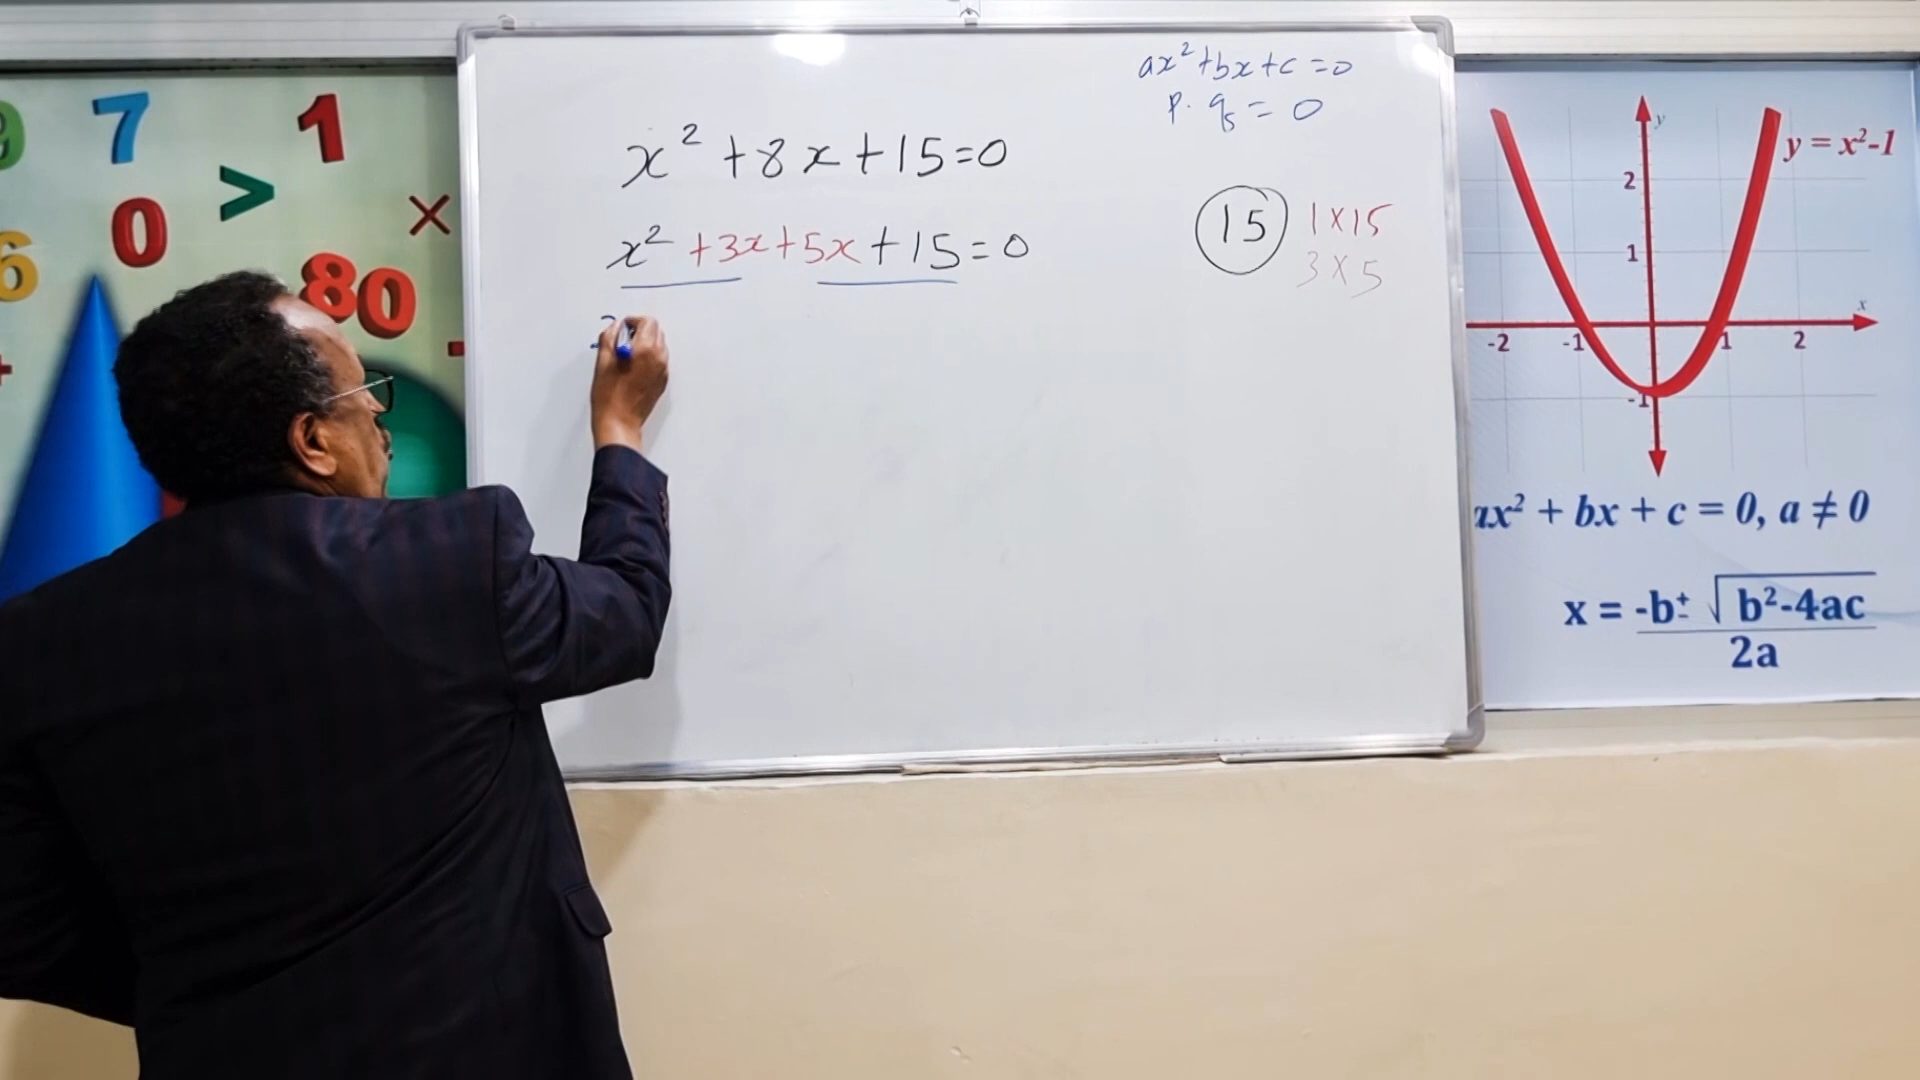 9 7 1
0 > ×
6 80
+ -
ax² + bx + c = 0
p. q = 0
x² + 8x + 15 = 0
x² + 3x + 5x + 15 = 0
15 1 x 15
3 x 5
y
y = x²-1
2
1
x
-2 -1 1 2
-1
ax² + bx + c = 0, a ≠ 0
x = -b± √b²-4ac
2a